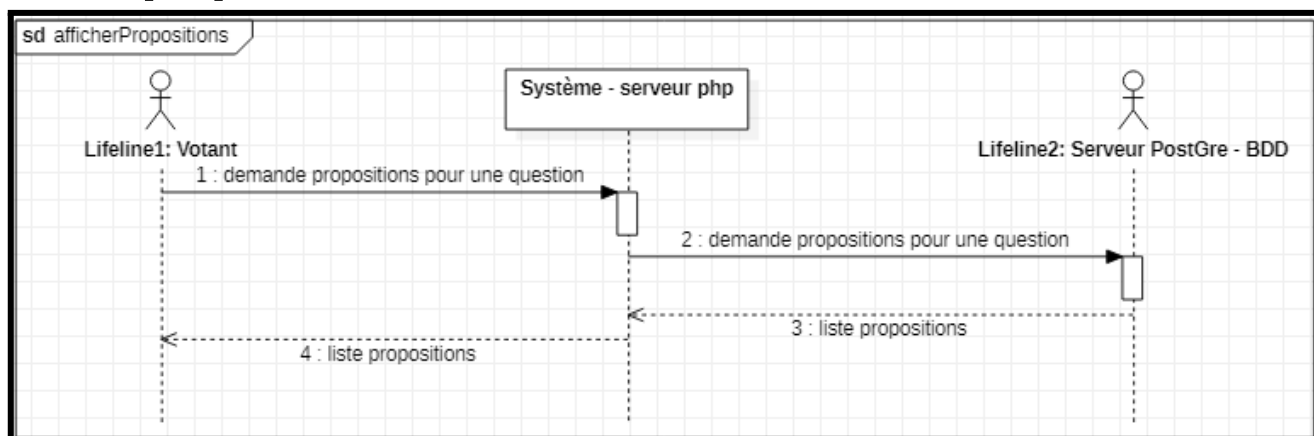 sd afficherPropositions
Système - serveur php
Lifeline1: Votant
Lifeline2: Serveur PostGre - BDD
1 : demande propositions pour une question
2 : demande propositions pour une question
3 : liste propositions
4 : liste propositions